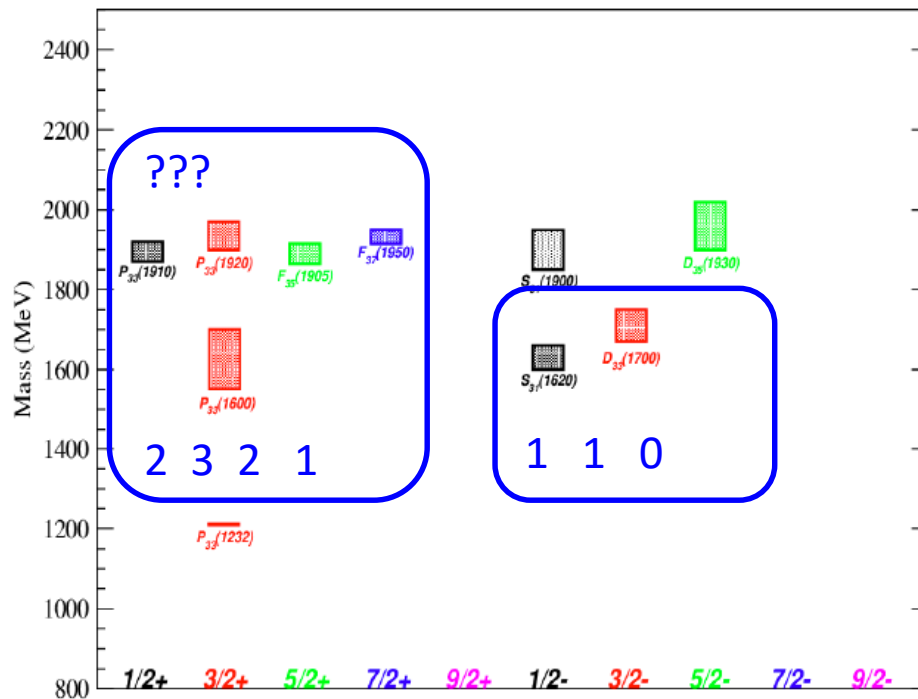 2400
2200
2000
1800
1600
1400
1200
1000
800
Mass (MeV)
???
P33(1910)
P33(1920)
F35(1905)
F37(1950)
P33(1600)
2 3 2 1
P33(1232)
S31(1900)
D35(1930)
D33(1700)
S31(1620)
1 1 0
1/2+ 3/2+ 5/2+ 7/2+ 9/2+ 1/2- 3/2- 5/2- 7/2- 9/2-